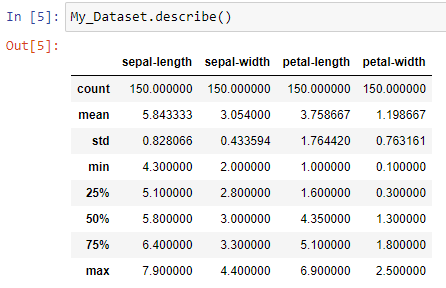 In [5]: My_Dataset.describe()
Out[5]:
sepal-length sepal-width petal-length petal-width
count 150.000000 150.000000 150.000000 150.000000
mean 5.843333 3.054000 3.758667 1.198667
std 0.828066 0.433594 1.764420 0.763161
min 4.300000 2.000000 1.000000 0.100000
25% 5.100000 2.800000 1.600000 0.300000
50% 5.800000 3.000000 4.350000 1.300000
75% 6.400000 3.300000 5.100000 1.800000
max 7.900000 4.400000 6.900000 2.500000